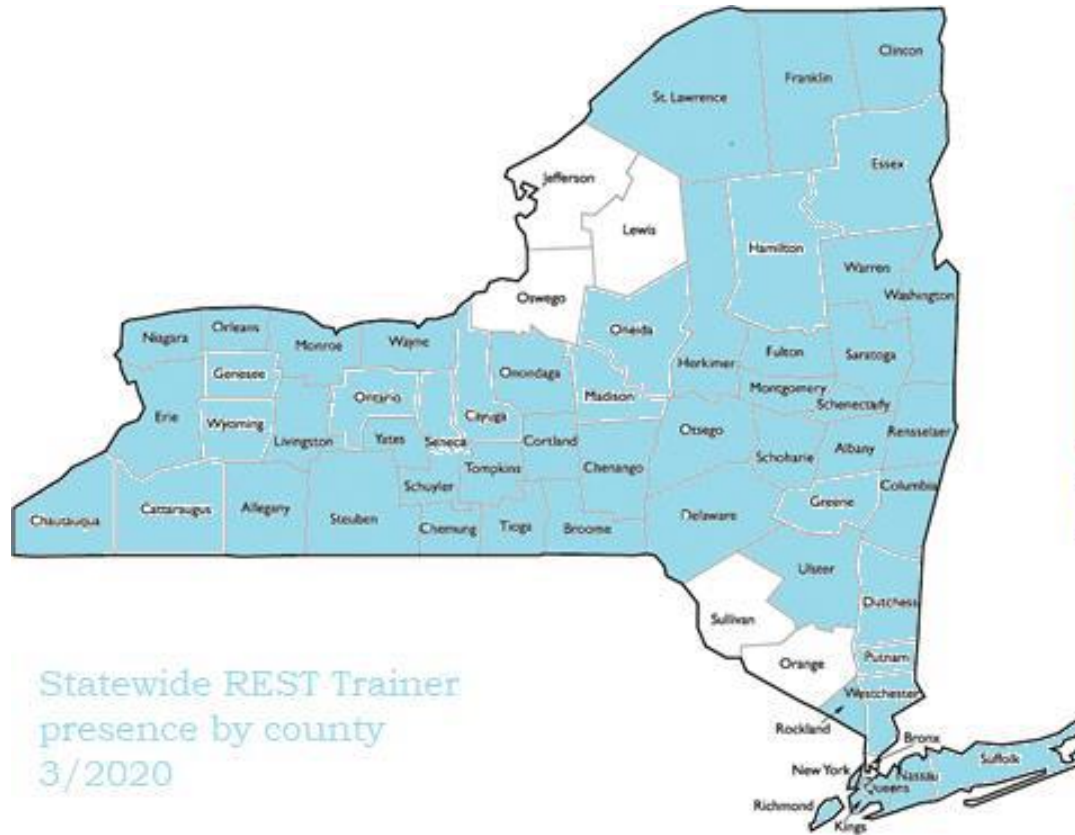 Clinton
Franklin
St. Lawrence
Essex
Jefferson
Lewis
Hamilton
Warren
Washington
Oswego
Oneida
Niagara
Orleans
Monroe
Wayne
Herkimer
Fulton
Saratoga
Genesee
Onondaga
Montgomery
Ontario
Madison
Schenectady
Erie
Wyoming
Cayuga
Livingston
Yates
Seneca
Cortland
Otsego
Rensselaer
Schoharie
Albany
Tompkins
Chenango
Schuyler
Columbia
Greene
Chautauqua
Cattaraugus
Allegany
Steuben
Chemung
Tioga
Broome
Delaware
Ulster
Dutchess
Sullivan
Orange
Putnam
Westchester
Rockland
Bronx
New York
Nassau
Suffolk
Queens
Richmond
Kings
Statewide REST Trainer
presence by county
3/2020